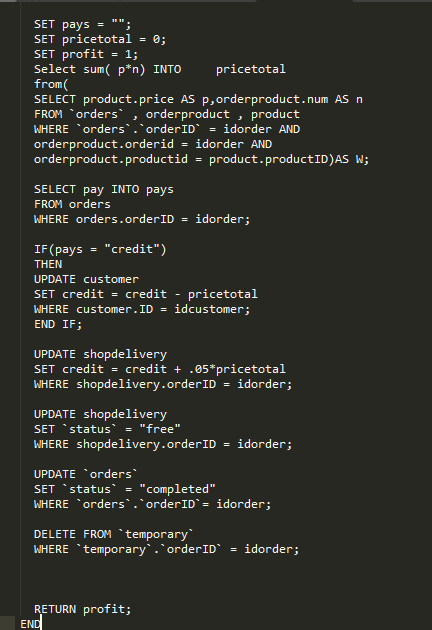 SET pays = "";
SET pricetotal = 0;
SET profit = 1;
Select sum( p*n) INTO     pricetotal
from(
SELECT product.price AS p,orderproduct.num AS n
FROM `orders` , orderproduct , product
WHERE `orders`.`orderID` = idorder AND
orderproduct.orderid = idorder AND
orderproduct.productid = product.productID)AS W;

SELECT pay INTO pays
FROM orders
WHERE orders.orderID = idorder;

IF(pays = "credit")
THEN
UPDATE customer
SET credit = credit - pricetotal
WHERE customer.ID = idcustomer;
END IF;

UPDATE shopdelivery
SET credit = credit + .05*pricetotal
WHERE shopdelivery.orderID = idorder;

UPDATE shopdelivery
SET `status` = "free"
WHERE shopdelivery.orderID = idorder;

UPDATE `orders`
SET `status` = "completed"
WHERE `orders`.`orderID`= idorder;

DELETE FROM `temporary`
WHERE `temporary`.`orderID` = idorder;

RETURN profit;
END